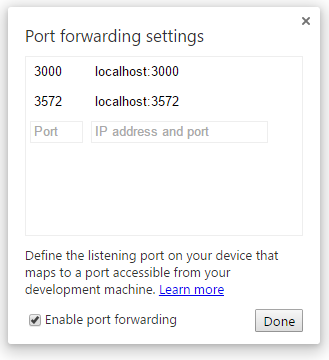 Port forwarding settings
3000 localhost:3000
3572 localhost:3572
Port IP address and port
Define the listening port on your device that
maps to a port accessible from your
development machine. Learn more
Enable port forwarding Done